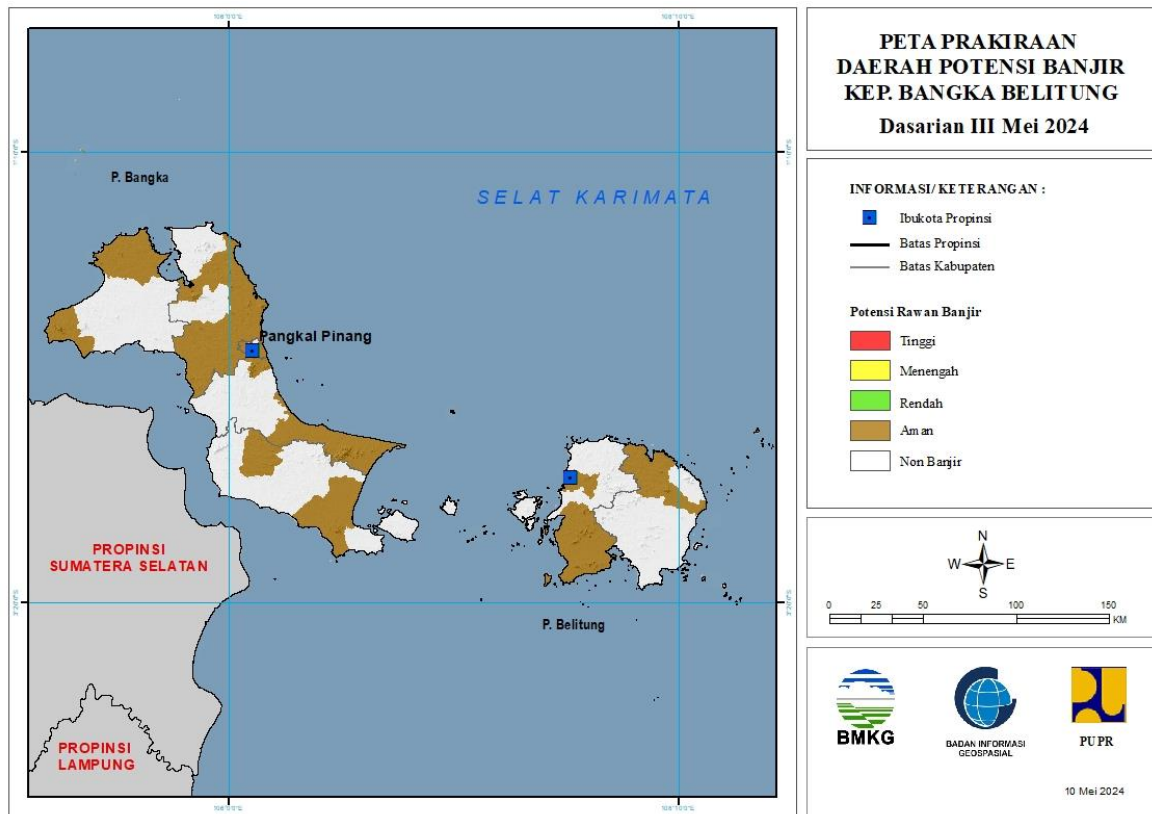 PETA PRAKIRAAN
DAERAH POTENSI BANJIR
KEP. BANGKA BELITUNG
Dasarian III Mei 2024
P. Bangka
SELAT KARIMATA
Pangkal Pinang
PROPINSI
SUMATERA SELATAN
P. Belitung
PROPINSI
LAMPUNG
INFORMASI/ KETERANGAN :
Ibukota Propinsi
Batas Propinsi
Batas Kabupaten
Potensi Rawan Banjir
Tinggi
Menengah
Rendah
Aman
Non Banjir
N
W E
S
0 25 50 100 150
KM
BMKG
BADAN INFORMASI
GEOSPASIAL
PUPR
10 Mei 2024